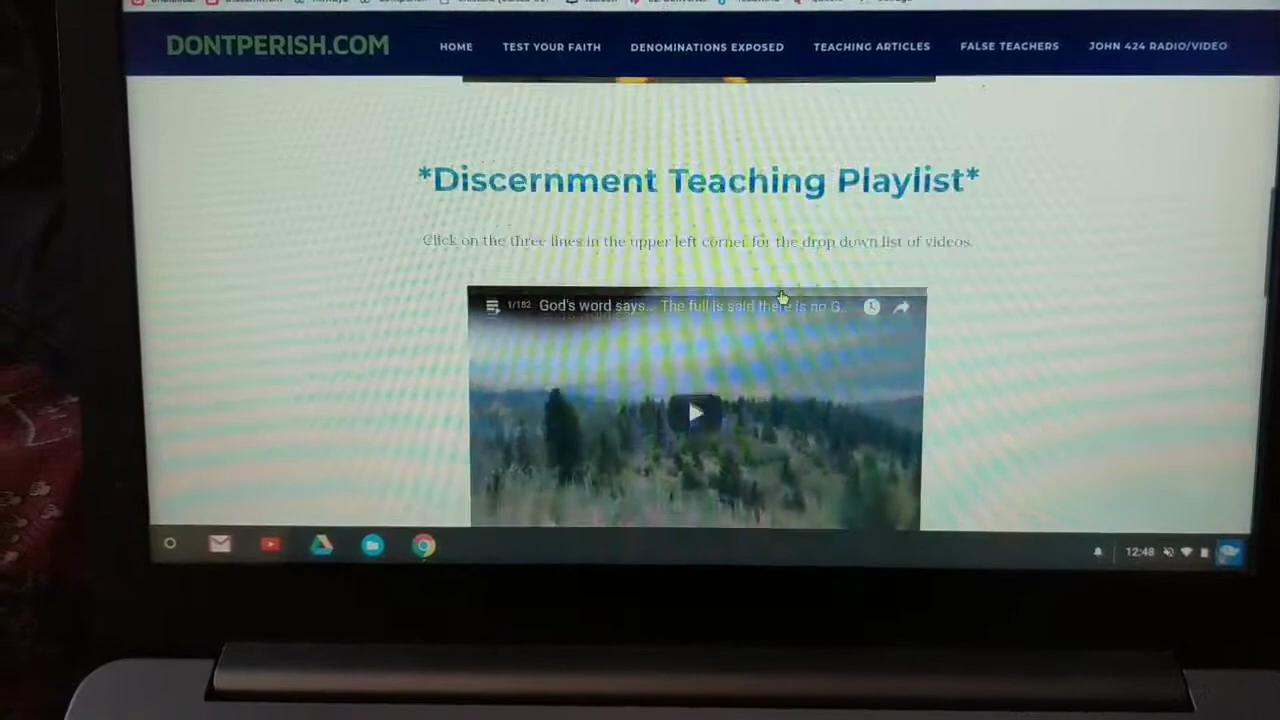 DONTPERISH.COM
HOME TEST YOUR FAITH DENOMINATIONS EXPOSED TEACHING ARTICLES FALSE TEACHERS JOHN 424 RADIO/VIDEO
*Discernment Teaching Playlist*
Click on the three lines in the upper left corner for the drop down list of videos.
1/182 God's word says... The full is said there is no G...
12:48